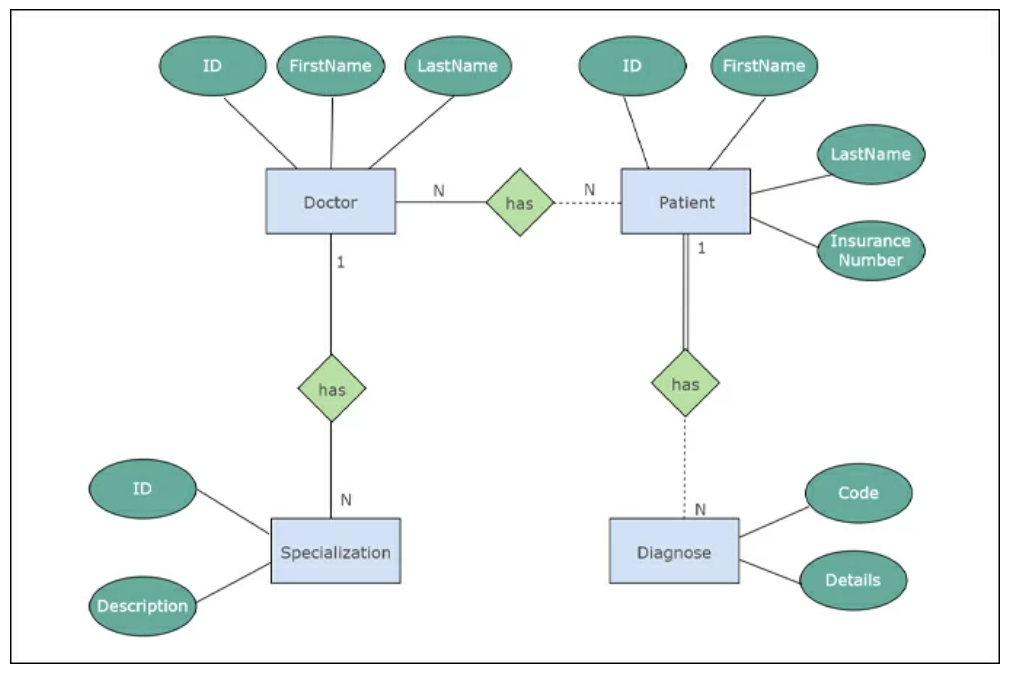 ID
FirstName
LastName
ID
FirstName
LastName
Doctor
N
has
N
Patient
Insurance
Number
1
1
has
has
ID
N
Specialization
Description
N
Diagnose
Code
Details